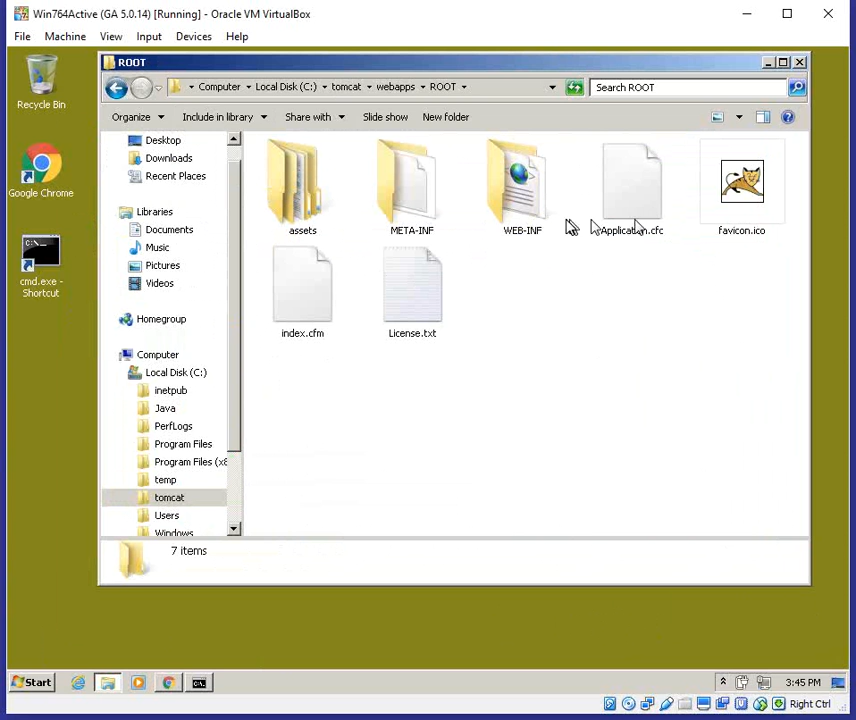 Win764Active (GA 5.0.14) [Running] - Oracle VM VirtualBox
File Machine View Input Devices Help
Recycle Bin
Google Chrome
cmd.exe -
Shortcut
ROOT
Computer Local Disk (C:) tomcat webapps ROOT
Search ROOT
Organize Include in library Share with Slide show New folder
Desktop
Downloads
Recent Places
Libraries
Documents
Music
Pictures
Videos
Homegroup
Computer
Local Disk (C:)
inetpub
Java
PerfLogs
Program Files
Program Files (x8
temp
tomcat
Users
Windows
assets
META-INF
WEB-INF
Application.cfc
favicon.ico
index.cfm
License.txt
7 items
Start
3:45 PM
Right Ctrl